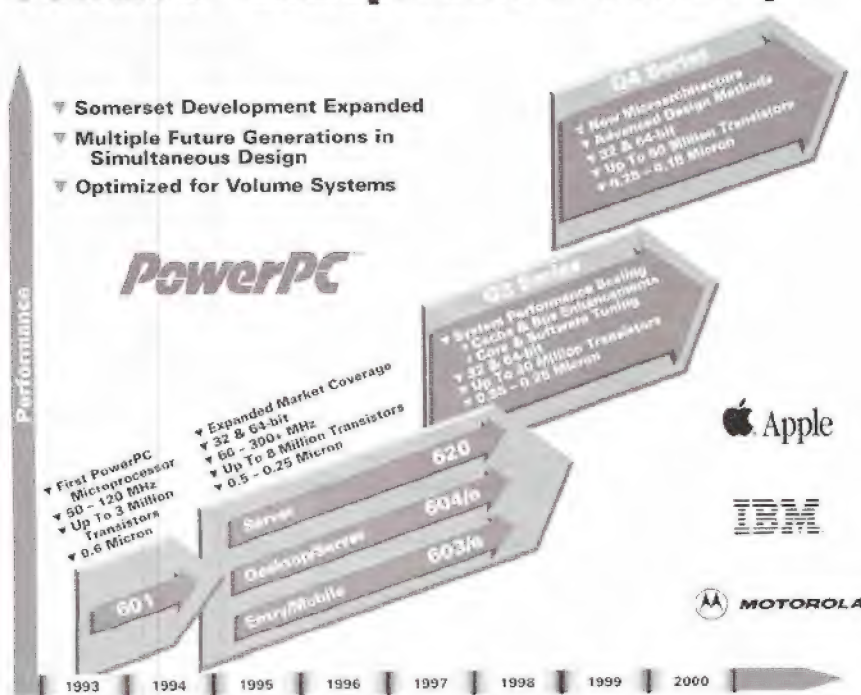 ▼ Somerset Development Expanded
▼ Multiple Future Generations in
Simultaneous Design
▼ Optimized for Volume Systems
PowerPC
Performance
G4 Series
▼ New Microarchitecture
▼ Advanced Design Methods
▼ 32 & 64-bit
▼ Up To 50 Million Transistors
▼ 0.25 – 0.18 Micron
G3 Series
▼ System Performance Scaling
▼ Cache & Bus Enhancements
▼ Core & Software Tuning
▼ 32 & 64-bit
▼ Up To 30 Million Transistors
▼ 0.35 – 0.25 Micron
▼ Expanded Market Coverage
▼ 32 & 64-bit
▼ 66 – 300+ MHz
▼ Up To 8 Million Transistors
▼ 0.5 – 0.25 Micron
▼ First PowerPC
Microprocessor
▼ 50 – 120 MHz
▼ Up To 3 Million
Transistors
▼ 0.6 Micron
Server 620
Desktop/Server 604/e
Entry/Mobile 603/e
601
Apple
IBM
MOTOROLA
1993 1994 1995 1996 1997 1998 1999 2000